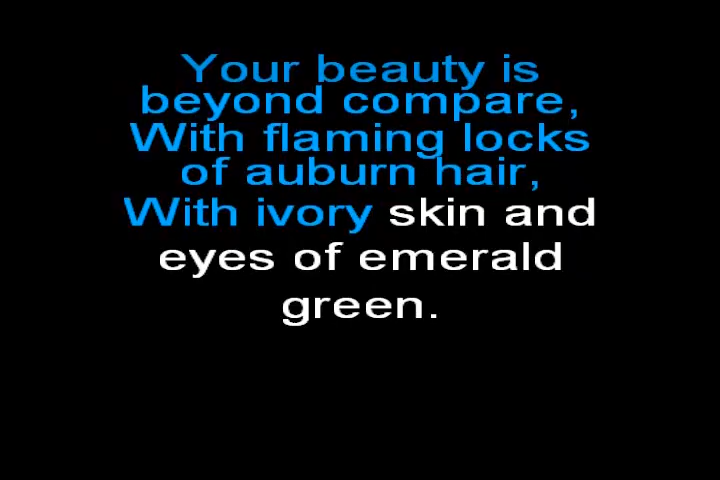 Your beauty is
beyond compare,
With flaming locks
of auburn hair,
With ivory skin and
eyes of emerald
green.